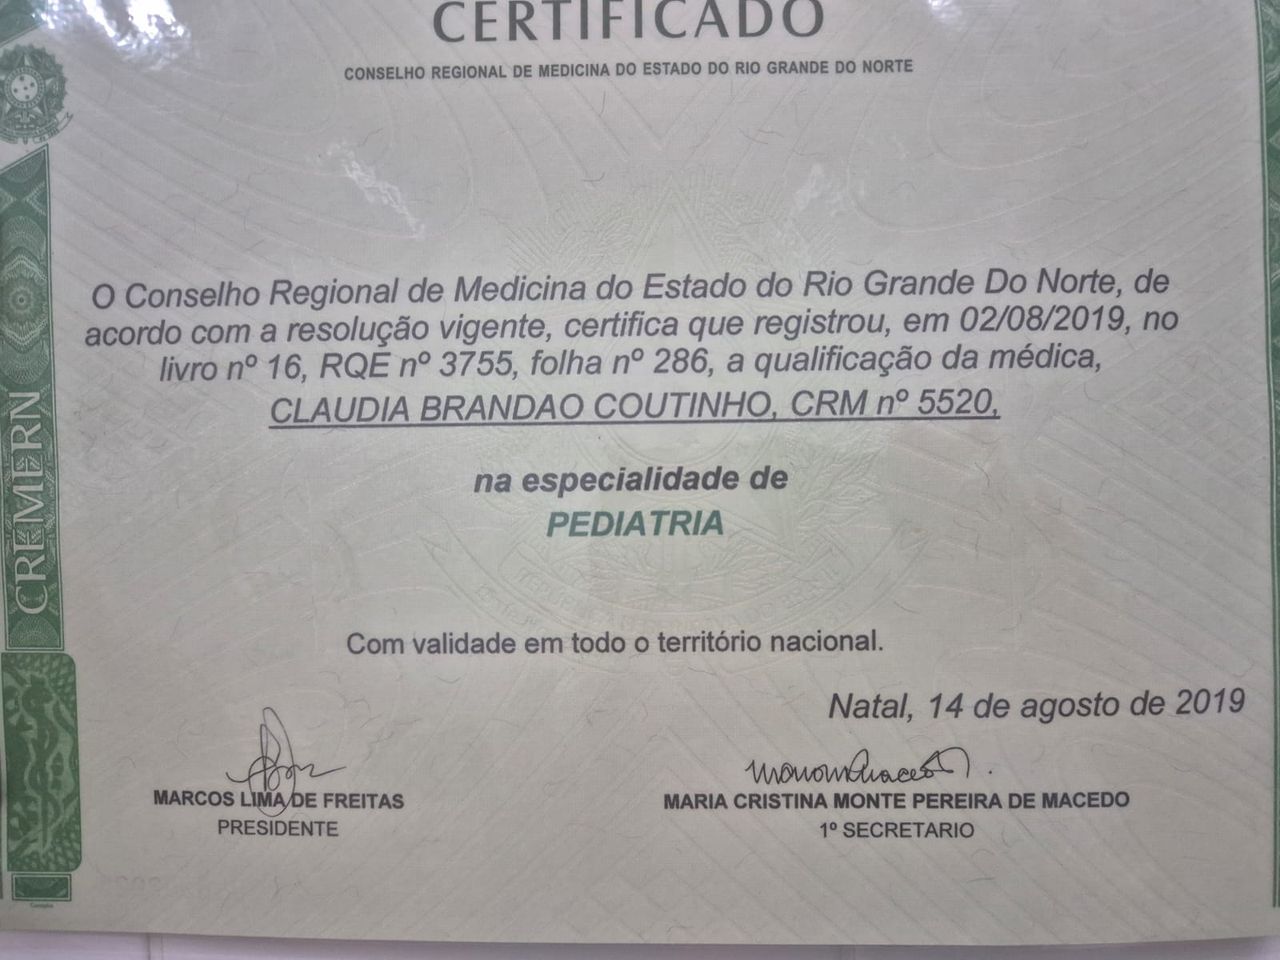 CERTIFICADO
CONSELHO REGIONAL DE MEDICINA DO ESTADO DO RIO GRANDE DO NORTE
O Conselho Regional de Medicina do Estado do Rio Grande Do Norte, de
acordo com a resolução vigente, certifica que registrou, em 02/08/2019, no
livro nº 16, RQE nº 3755, folha nº 286, a qualificação da médica,
CLAUDIA BRANDAO COUTINHO, CRM nº 5520,
na especialidade de
PEDIATRIA
Com validade em todo o território nacional.
Natal, 14 de agosto de 2019
MARCOS LIMA DE FREITAS
PRESIDENTE
MARIA CRISTINA MONTE PEREIRA DE MACEDO
1º SECRETARIO
CREMERN